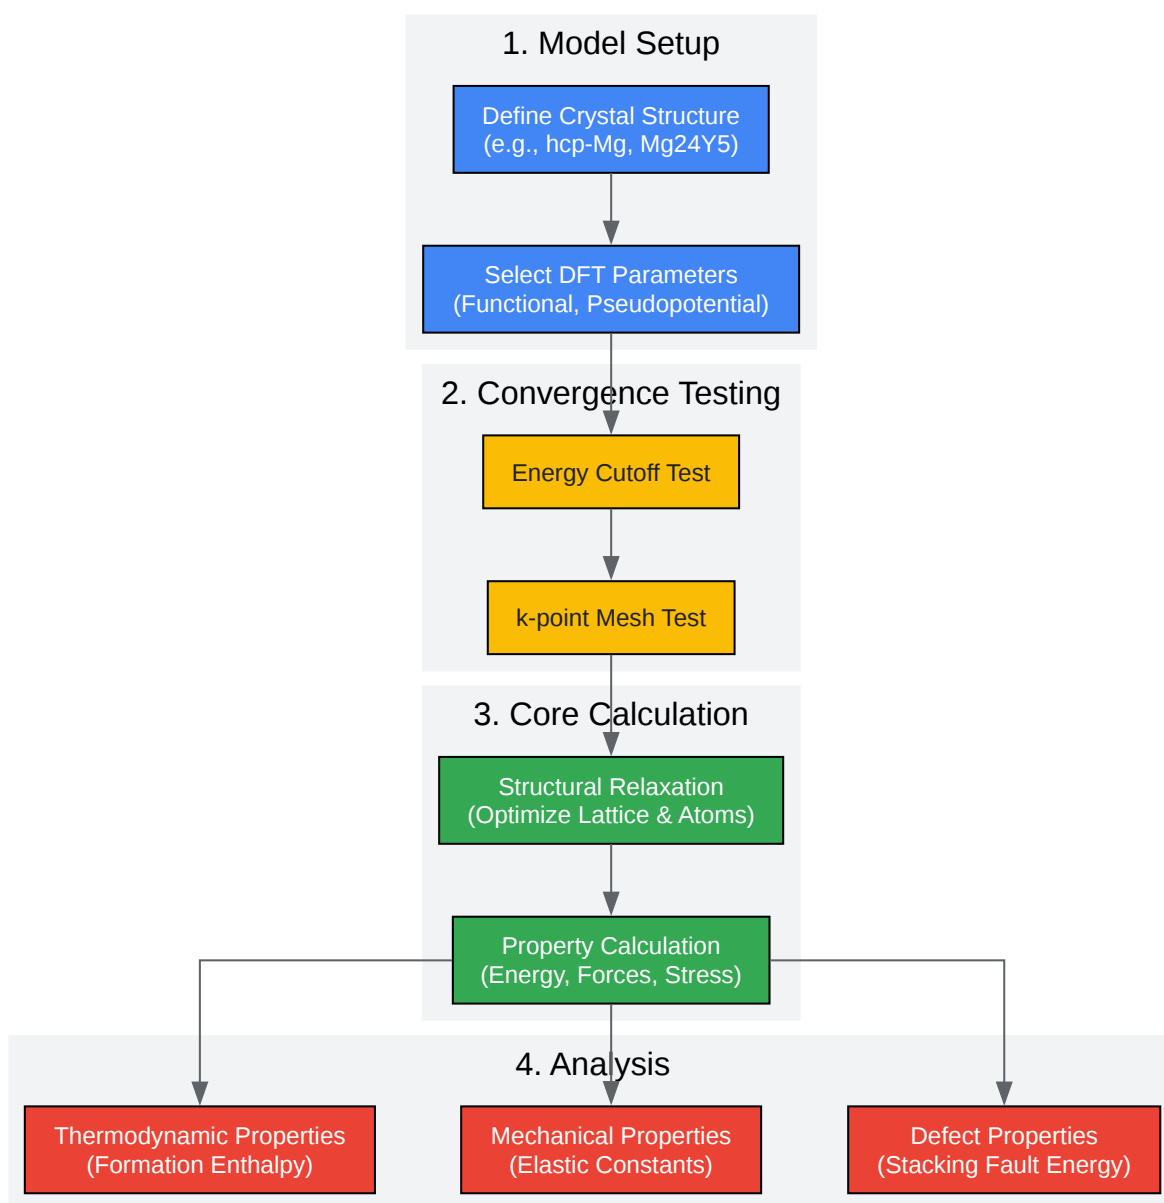 1. Model Setup
Define Crystal Structure
(e.g., hcp-Mg, Mg24Y5)
Select DFT Parameters
(Functional, Pseudopotential)
2. Convergence Testing
Energy Cutoff Test
k-point Mesh Test
3. Core Calculation
Structural Relaxation
(Optimize Lattice & Atoms)
Property Calculation
(Energy, Forces, Stress)
4. Analysis
Thermodynamic Properties
(Formation Enthalpy)
Mechanical Properties
(Elastic Constants)
Defect Properties
(Stacking Fault Energy)